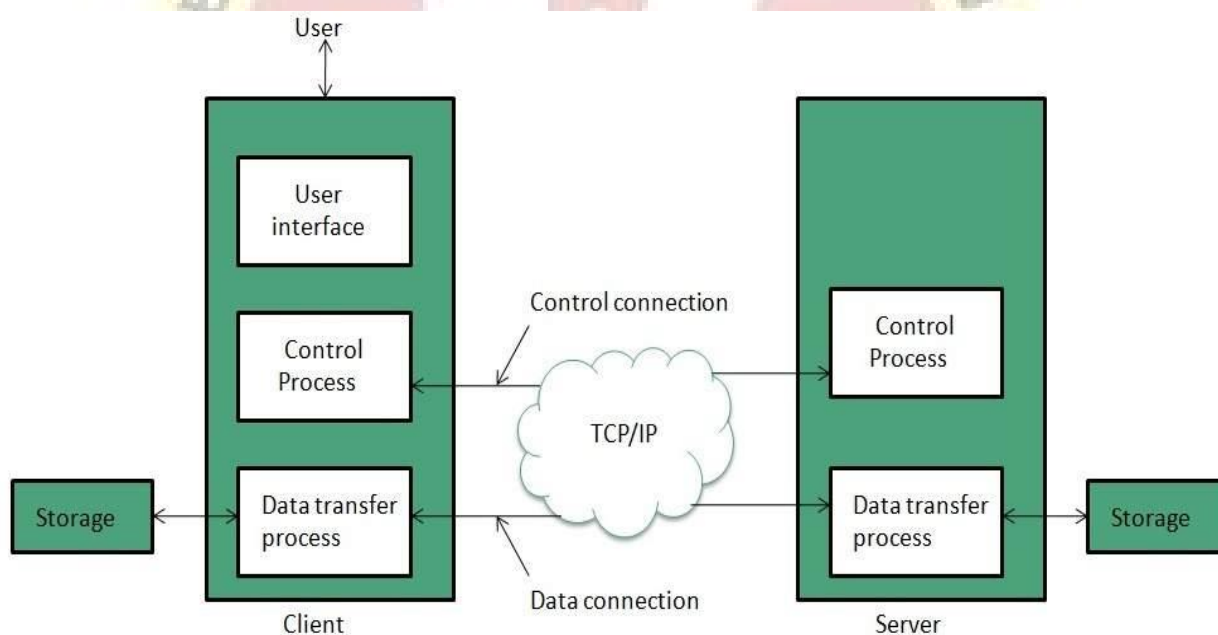 User
User
interface
Control connection
Control
Process
Control
Process
TCP/IP
Storage
Data transfer
process
Data transfer
process
Storage
Data connection
Client
Server